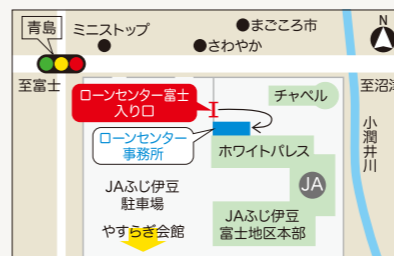 青島
ミニストップ
まごころ市
さわやか
N
至富士
至沼津
ローンセンター富士
入り口
チャペル
ローンセンター
事務所
ホワイトパレス
小潤井川
JA
JAふじ伊豆
駐車場
JAふじ伊豆
富士地区本部
やすらぎ会館